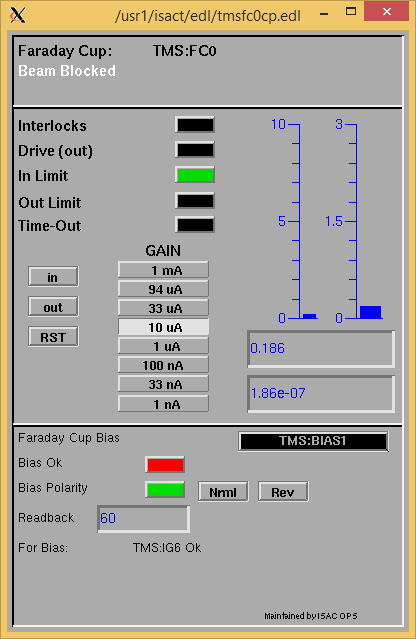 /usr1/isact/edl/tmsfc0cp.edl
Faraday Cup: TMS:FC0
Beam Blocked
Interlocks
Drive (out)
In Limit
Out Limit
Time-Out
10
5
0
3
1.5
0
GAIN
1 mA
94 uA
33 uA
10 uA
1 uA
100 nA
33 nA
1 nA
in
out
RST
0.186
1.86e-07
Faraday Cup Bias TMS:BIAS1
Bias Ok
Bias Polarity Nrml Rev
Readback 60
For Bias: TMS:IG6 Ok
Maintained by ISAC OPS